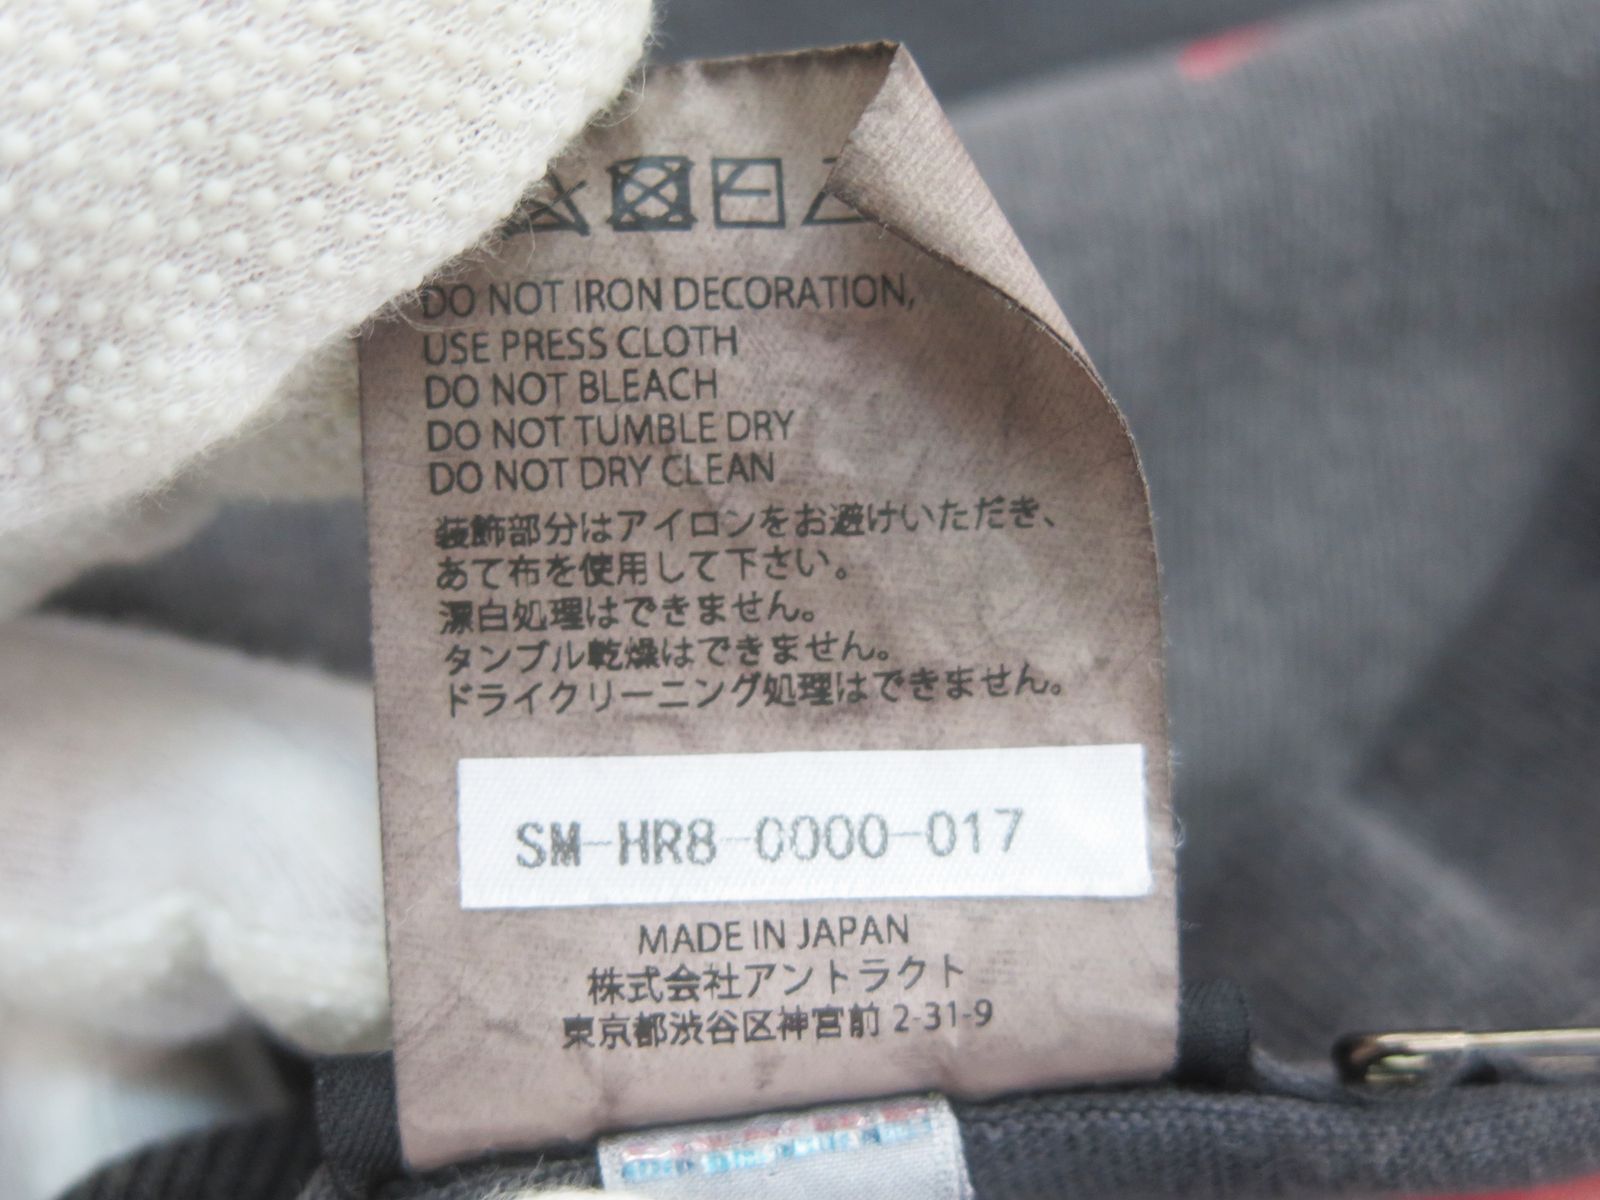 DO NOT IRON DECORATION,
USE PRESS CLOTH
DO NOT BLEACH
DO NOT TUMBLE DRY
DO NOT DRY CLEAN
装飾部分はアイロンをお避けいただき、
あて布を使用して下さい。
漂白処理はできません。
タンブル乾燥はできません。
ドライクリーニング処理はできません。
SM-HR8-0000-017
MADE IN JAPAN
株式会社アントラクト
東京都渋谷区神宮前 2-31-9